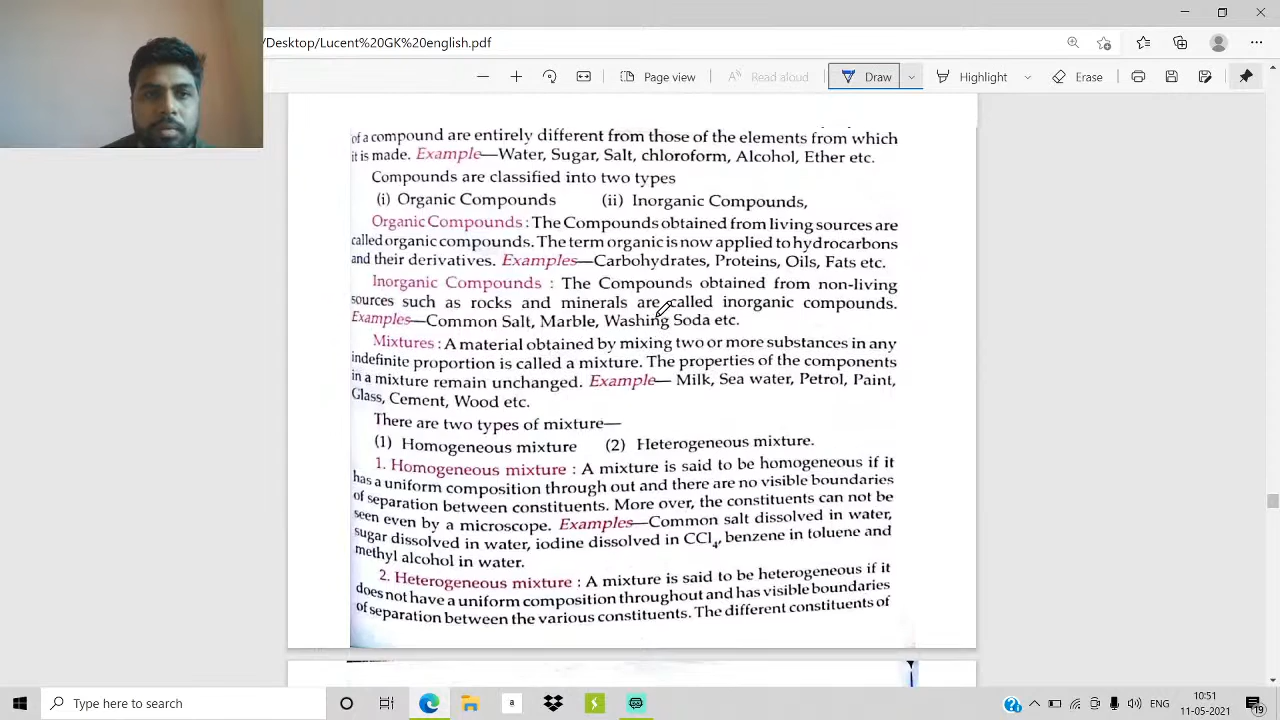 /Desktop/Lucent%20GK%20english.pdf
Page view
Read aloud
Draw
Highlight
Erase
of a compound are entirely different from those of the elements from which
it is made. Example—Water, Sugar, Salt, chloroform, Alcohol, Ether etc.
Compounds are classified into two types
(i) Organic Compounds (ii) Inorganic Compounds,
Organic Compounds : The Compounds obtained from living sources are
called organic compounds. The term organic is now applied to hydrocarbons
and their derivatives. Examples—Carbohydrates, Proteins, Oils, Fats etc.
Inorganic Compounds : The Compounds obtained from non-living
sources such as rocks and minerals are called inorganic compounds.
Examples—Common Salt, Marble, Washing Soda etc.
Mixtures : A material obtained by mixing two or more substances in any
indefinite proportion is called a mixture. The properties of the components
in a mixture remain unchanged. Example— Milk, Sea water, Petrol, Paint,
Glass, Cement, Wood etc.
There are two types of mixture—
(1) Homogeneous mixture (2) Heterogeneous mixture.
1. Homogeneous mixture : A mixture is said to be homogeneous if it
has a uniform composition through out and there are no visible boundaries
of separation between constituents. More over, the constituents can not be
seen even by a microscope. Examples—Common salt dissolved in water,
sugar dissolved in water, iodine dissolved in CCl₄, benzene in toluene and
methyl alcohol in water.
2. Heterogeneous mixture : A mixture is said to be heterogeneous if it
does not have a uniform composition throughout and has visible boundaries
of separation between the various constituents. The different constituents of
Type here to search
a
ENG
10:51
11-05-2021
19